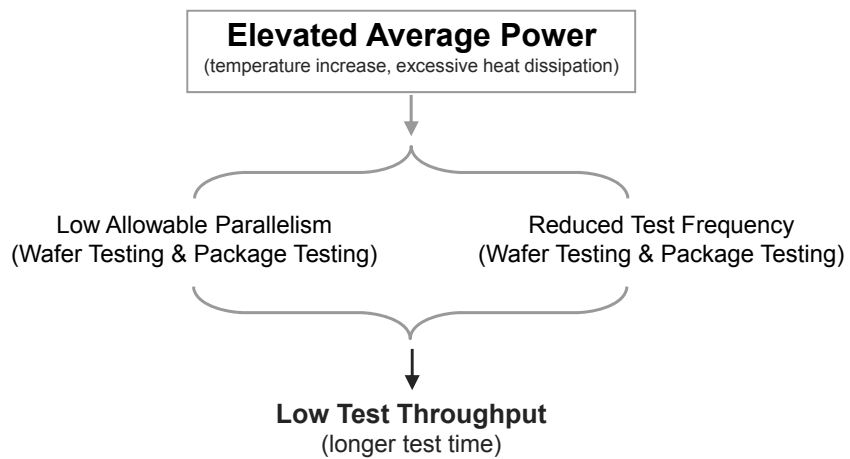 Elevated Average Power
(temperature increase, excessive heat dissipation)
Low Allowable Parallelism
(Wafer Testing & Package Testing)
Reduced Test Frequency
(Wafer Testing & Package Testing)
Low Test Throughput
(longer test time)